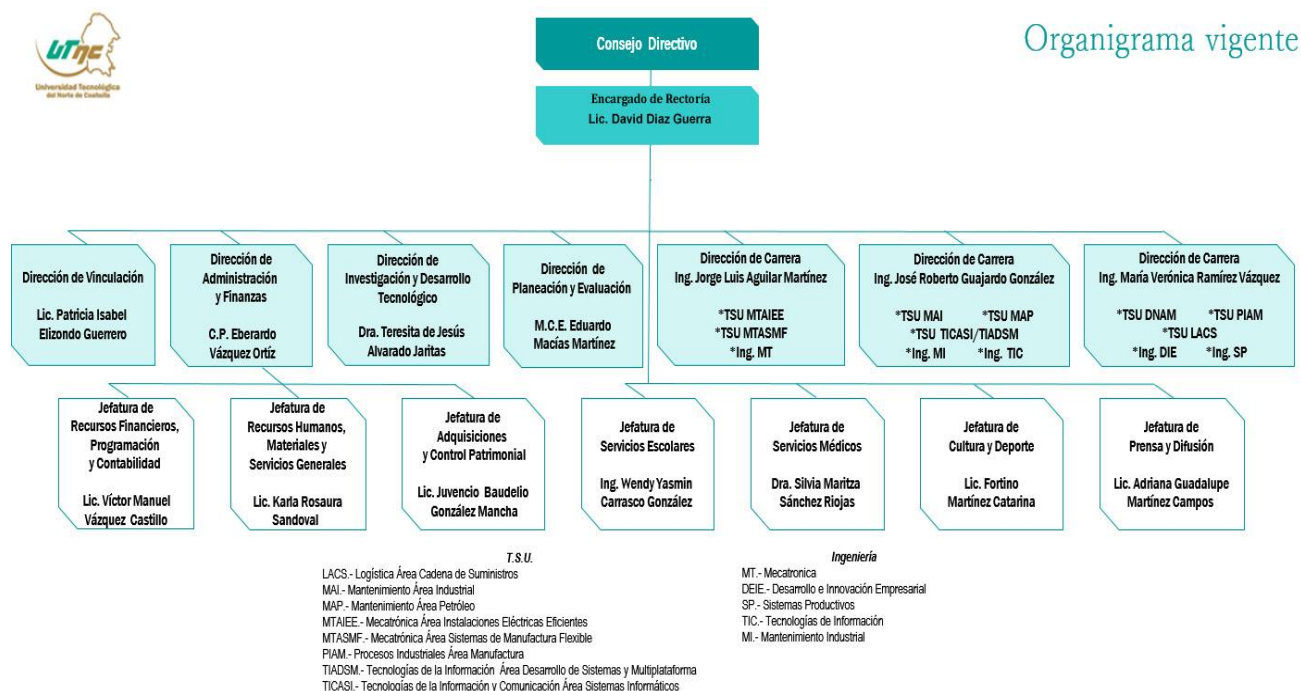 UTnc
Universidad Tecnológica
del Norte de Coahuila
Organigrama vigente
Consejo Directivo
Encargado de Rectoría
Lic. David Diaz Guerra
Dirección de Vinculación
Lic. Patricia Isabel
Elizondo Guerrero
Dirección de
Administración
y Finanzas
C.P. Eberardo
Vázquez Ortíz
Dirección de
Investigación y Desarrollo
Tecnológico
Dra. Teresita de Jesús
Alvarado Jaritas
Dirección de
Planeación y Evaluación
M.C.E. Eduardo
Macías Martínez
Dirección de Carrera
Ing. Jorge Luis Aguilar Martínez
*TSU MTAIEE
*TSU MTASMF
*Ing. MT
Dirección de Carrera
Ing. José Roberto Guajardo González
*TSU MAI *TSU MAP
*TSU TICASI/TIADSM
*Ing. MI *Ing. TIC
Dirección de Carrera
Ing. María Verónica Ramírez Vázquez
*TSU DNAM *TSU PIAM
*TSU LACS
*Ing. DIE *Ing. SP
Jefatura de
Recursos Financieros,
Programación
y Contabilidad
Lic. Víctor Manuel
Vázquez Castillo
Jefatura de
Recursos Humanos,
Materiales y
Servicios Generales
Lic. Karla Rosaura
Sandoval
Jefatura de
Adquisiciones
y Control Patrimonial
Lic. Juvencio Baudelio
González Mancha
Jefatura de
Servicios Escolares
Ing. Wendy Yasmin
Carrasco González
Jefatura de
Servicios Médicos
Dra. Silvia Maritza
Sánchez Riojas
Jefatura de
Cultura y Deporte
Lic. Fortino
Martínez Catarina
Jefatura de
Prensa y Difusión
Lic. Adriana Guadalupe
Martínez Campos
T.S.U.
LACS.- Logística Área Cadena de Suministros
MAI.- Mantenimiento Área Industrial
MAP.- Mantenimiento Área Petróleo
MTAIEE.- Mecatrónica Área Instalaciones Eléctricas Eficientes
MTASMF.- Mecatrónica Área Sistemas de Manufactura Flexible
PIAM.- Procesos Industriales Área Manufactura
TIADSM.- Tecnologías de la Información Área Desarrollo de Sistemas y Multiplataforma
TICASI.- Tecnologías de la Información y Comunicación Área Sistemas Informáticos
Ingeniería
MT.- Mecatronica
DEIE.- Desarrollo e Innovación Empresarial
SP.- Sistemas Productivos
TIC.- Tecnologías de Información
MI.- Mantenimiento Industrial